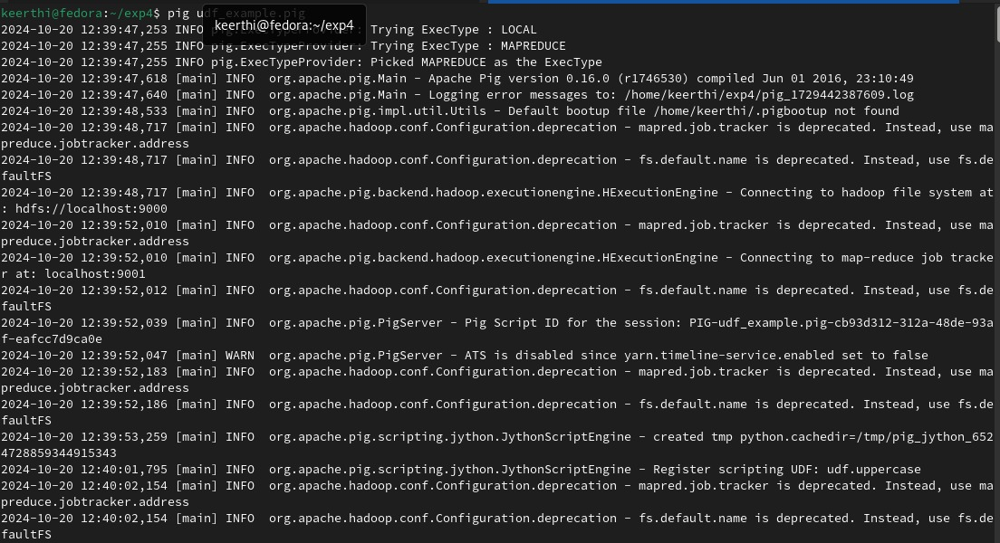 keerthi@fedora:~/exp4$ pig udf_example.pig
keerthi@fedora:~/exp4
2024-10-20 12:39:47,253 INFO pig.ExecTypeProvider: Trying ExecType : LOCAL
2024-10-20 12:39:47,255 INFO pig.ExecTypeProvider: Trying ExecType : MAPREDUCE
2024-10-20 12:39:47,255 INFO pig.ExecTypeProvider: Picked MAPREDUCE as the ExecType
2024-10-20 12:39:47,618 [main] INFO  org.apache.pig.Main - Apache Pig version 0.16.0 (r1746530) compiled Jun 01 2016, 23:10:49
2024-10-20 12:39:47,640 [main] INFO  org.apache.pig.Main - Logging error messages to: /home/keerthi/exp4/pig_1729442387609.log
2024-10-20 12:39:48,533 [main] INFO  org.apache.pig.impl.util.Utils - Default bootup file /home/keerthi/.pigbootup not found
2024-10-20 12:39:48,717 [main] INFO  org.apache.hadoop.conf.Configuration.deprecation - mapred.job.tracker is deprecated. Instead, use ma
preduce.jobtracker.address
2024-10-20 12:39:48,717 [main] INFO  org.apache.hadoop.conf.Configuration.deprecation - fs.default.name is deprecated. Instead, use fs.de
faultFS
2024-10-20 12:39:48,717 [main] INFO  org.apache.pig.backend.hadoop.executionengine.HExecutionEngine - Connecting to hadoop file system at
: hdfs://localhost:9000
2024-10-20 12:39:52,010 [main] INFO  org.apache.hadoop.conf.Configuration.deprecation - mapred.job.tracker is deprecated. Instead, use ma
preduce.jobtracker.address
2024-10-20 12:39:52,010 [main] INFO  org.apache.pig.backend.hadoop.executionengine.HExecutionEngine - Connecting to map-reduce job tracke
r at: localhost:9001
2024-10-20 12:39:52,012 [main] INFO  org.apache.hadoop.conf.Configuration.deprecation - fs.default.name is deprecated. Instead, use fs.de
faultFS
2024-10-20 12:39:52,039 [main] INFO  org.apache.pig.PigServer - Pig Script ID for the session: PIG-udf_example.pig-cb93d312-312a-48de-93a
f-eafcc7d9ca0e
2024-10-20 12:39:52,047 [main] WARN  org.apache.pig.PigServer - ATS is disabled since yarn.timeline-service.enabled set to false
2024-10-20 12:39:52,183 [main] INFO  org.apache.hadoop.conf.Configuration.deprecation - mapred.job.tracker is deprecated. Instead, use ma
preduce.jobtracker.address
2024-10-20 12:39:52,186 [main] INFO  org.apache.hadoop.conf.Configuration.deprecation - fs.default.name is deprecated. Instead, use fs.de
faultFS
2024-10-20 12:39:53,259 [main] INFO  org.apache.pig.scripting.jython.JythonScriptEngine - created tmp python.cachedir=/tmp/pig_jython_652
4728859344915343
2024-10-20 12:40:01,795 [main] INFO  org.apache.pig.scripting.jython.JythonScriptEngine - Register scripting UDF: udf.uppercase
2024-10-20 12:40:02,154 [main] INFO  org.apache.hadoop.conf.Configuration.deprecation - mapred.job.tracker is deprecated. Instead, use ma
preduce.jobtracker.address
2024-10-20 12:40:02,154 [main] INFO  org.apache.hadoop.conf.Configuration.deprecation - fs.default.name is deprecated. Instead, use fs.de
faultFS